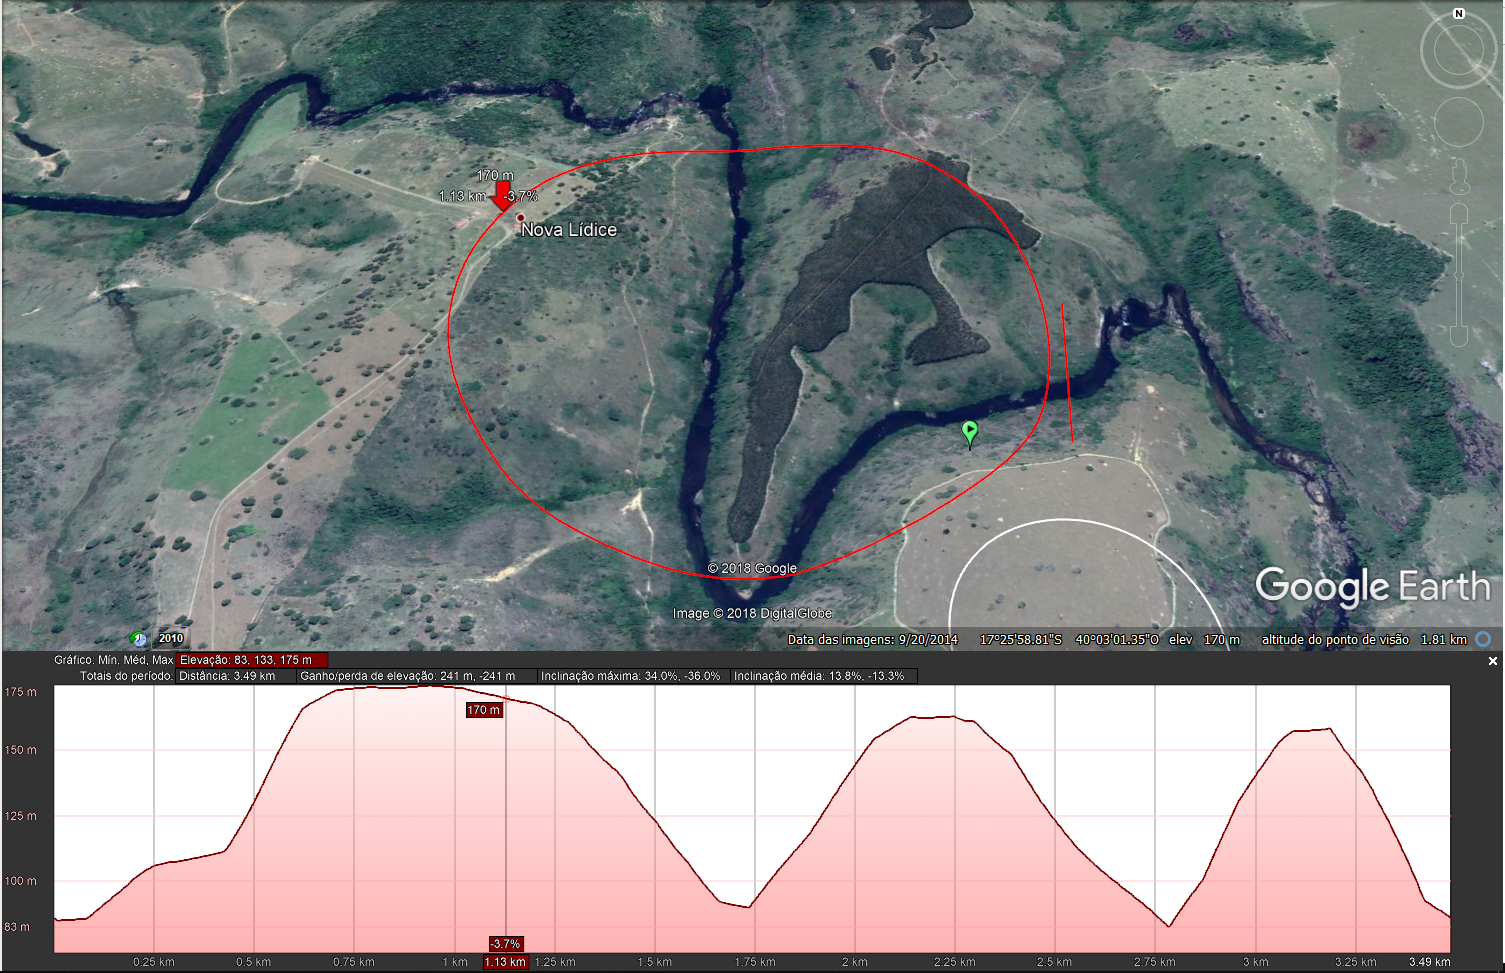 N
170 m
1.13 km -3.7%
Nova Lídice
© 2018 Google
Image © 2018 DigitalGlobe
Google Earth
2010
Data das imagens: 9/20/2014 17°25'58.81"S 40°03'01.35"O elev 170 m altitude do ponto de visão 1.81 km
Gráfico: Mín, Méd, Max Elevação: 83, 133, 175 m
Totais do período: Distância: 3.49 km Ganho/perda de elevação: 241 m, -241 m Inclinação máxima: 34.0%, -36.0% Inclinação média: 13.8%, -13.3%
175 m
170 m
150 m
125 m
100 m
83 m
-3.7%
0.25 km 0.5 km 0.75 km 1 km 1.13 km 1.25 km 1.5 km 1.75 km 2 km 2.25 km 2.5 km 2.75 km 3 km 3.25 km 3.49 km